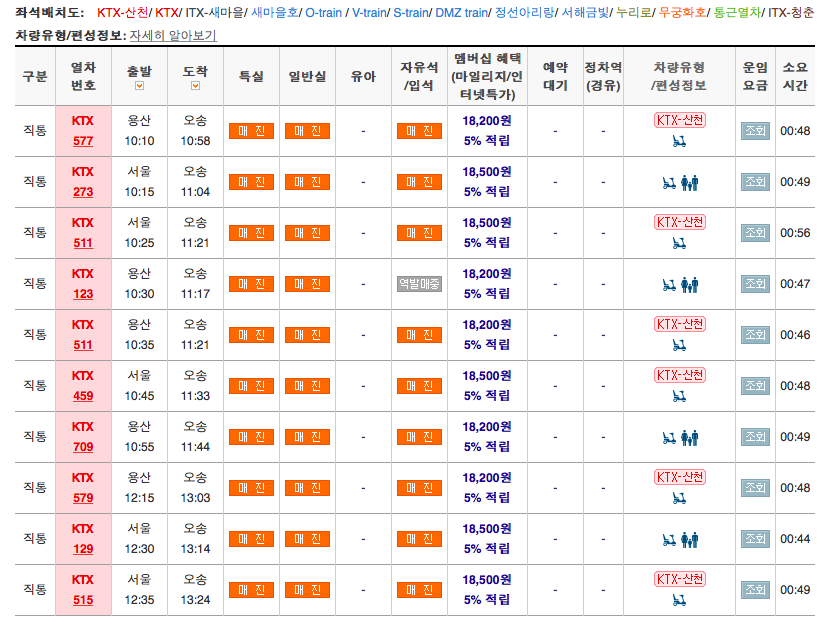 좌석배치도: KTX-산천/ KTX/ ITX-새마을/ 새마을호/ O-train / V-train/ S-train/ DMZ train/ 정선아리랑/ 서해금빛/ 누리로/ 무궁화호/ 통근열차/ ITX-청춘
차량유형/편성정보: 자세히 알아보기
구분 열차 번호 출발 도착 특실 일반실 유아 자유석 /입석 멤버십 혜택 (마일리지/인터넷특가) 예약 대기 정차역 (경유) 차량유형 /편성정보 운임 요금 소요 시간
직통 KTX 577 용산 10:10 오송 10:58 매 진 매 진 - 매 진 18,200원 5% 적립 - - KTX-산천 조회 00:48
직통 KTX 273 서울 10:15 오송 11:04 매 진 매 진 - 매 진 18,500원 5% 적립 - - 조회 00:49
직통 KTX 511 서울 10:25 오송 11:21 매 진 매 진 - 매 진 18,500원 5% 적립 - - KTX-산천 조회 00:56
직통 KTX 123 용산 10:30 오송 11:17 매 진 매 진 - 역발매중 18,200원 5% 적립 - - 조회 00:47
직통 KTX 511 용산 10:35 오송 11:21 매 진 매 진 - 매 진 18,200원 5% 적립 - - KTX-산천 조회 00:46
직통 KTX 459 서울 10:45 오송 11:33 매 진 매 진 - 매 진 18,500원 5% 적립 - - KTX-산천 조회 00:48
직통 KTX 709 용산 10:55 오송 11:44 매 진 매 진 - 매 진 18,200원 5% 적립 - - 조회 00:49
직통 KTX 579 용산 12:15 오송 13:03 매 진 매 진 - 매 진 18,200원 5% 적립 - - KTX-산천 조회 00:48
직통 KTX 129 서울 12:30 오송 13:14 매 진 매 진 - 매 진 18,500원 5% 적립 - - 조회 00:44
직통 KTX 515 서울 12:35 오송 13:24 매 진 매 진 - 매 진 18,500원 5% 적립 - - KTX-산천 조회 00:49